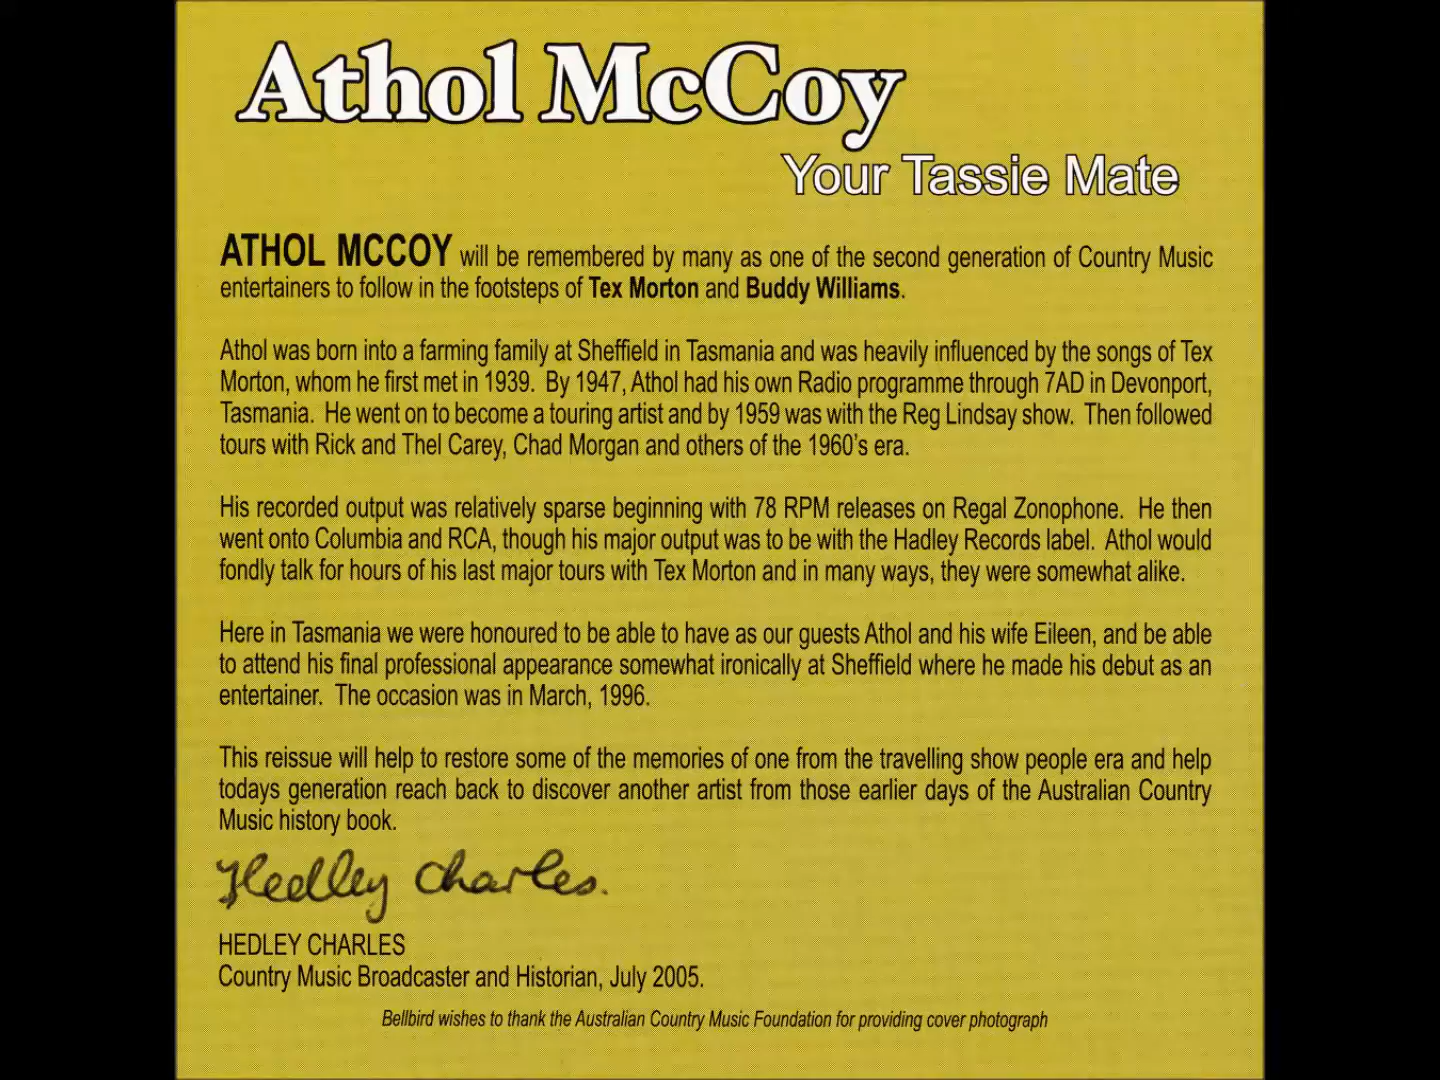 Athol McCoy
Your Tassie Mate
ATHOL MCCOY will be remembered by many as one of the second generation of Country Music
entertainers to follow in the footsteps of Tex Morton and Buddy Williams.
Athol was born into a farming family at Sheffield in Tasmania and was heavily influenced by the songs of Tex
Morton, whom he first met in 1939. By 1947, Athol had his own Radio programme through 7AD in Devonport,
Tasmania. He went on to become a touring artist and by 1959 was with the Reg Lindsay show. Then followed
tours with Rick and Thel Carey, Chad Morgan and others of the 1960's era.
His recorded output was relatively sparse beginning with 78 RPM releases on Regal Zonophone. He then
went onto Columbia and RCA, though his major output was to be with the Hadley Records label. Athol would
fondly talk for hours of his last major tours with Tex Morton and in many ways, they were somewhat alike.
Here in Tasmania we were honoured to be able to have as our guests Athol and his wife Eileen, and be able
to attend his final professional appearance somewhat ironically at Sheffield where he made his debut as an
entertainer. The occasion was in March, 1996.
This reissue will help to restore some of the memories of one from the travelling show people era and help
todays generation reach back to discover another artist from those earlier days of the Australian Country
Music history book.
Hedley Charles.
HEDLEY CHARLES
Country Music Broadcaster and Historian, July 2005.
Bellbird wishes to thank the Australian Country Music Foundation for providing cover photograph